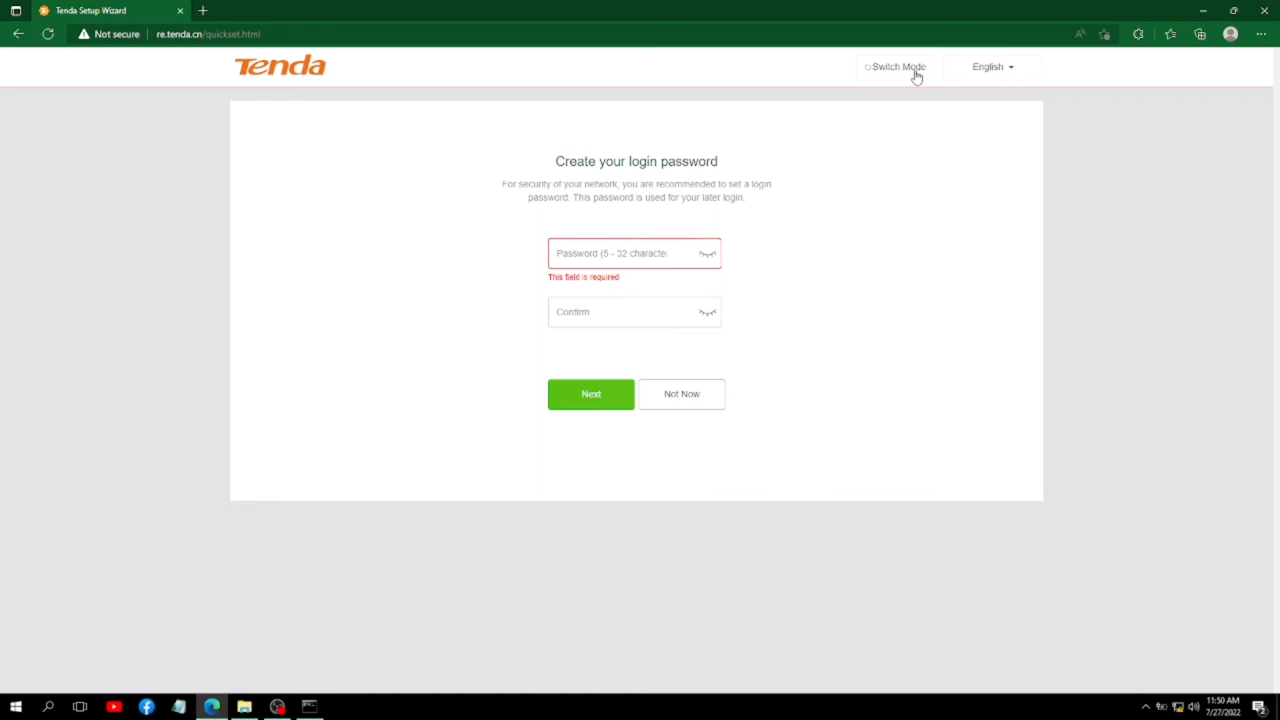 Tenda Setup Wizard
Not secure
re.tenda.cn/quickset.html
Tenda
Switch Mode
English
Create your login password
For security of your network, you are recommended to set a login
password. This password is used for your later login.
Password (5 - 32 characte
This field is required
Confirm
Next
Not Now
11:50 AM
7/27/2022